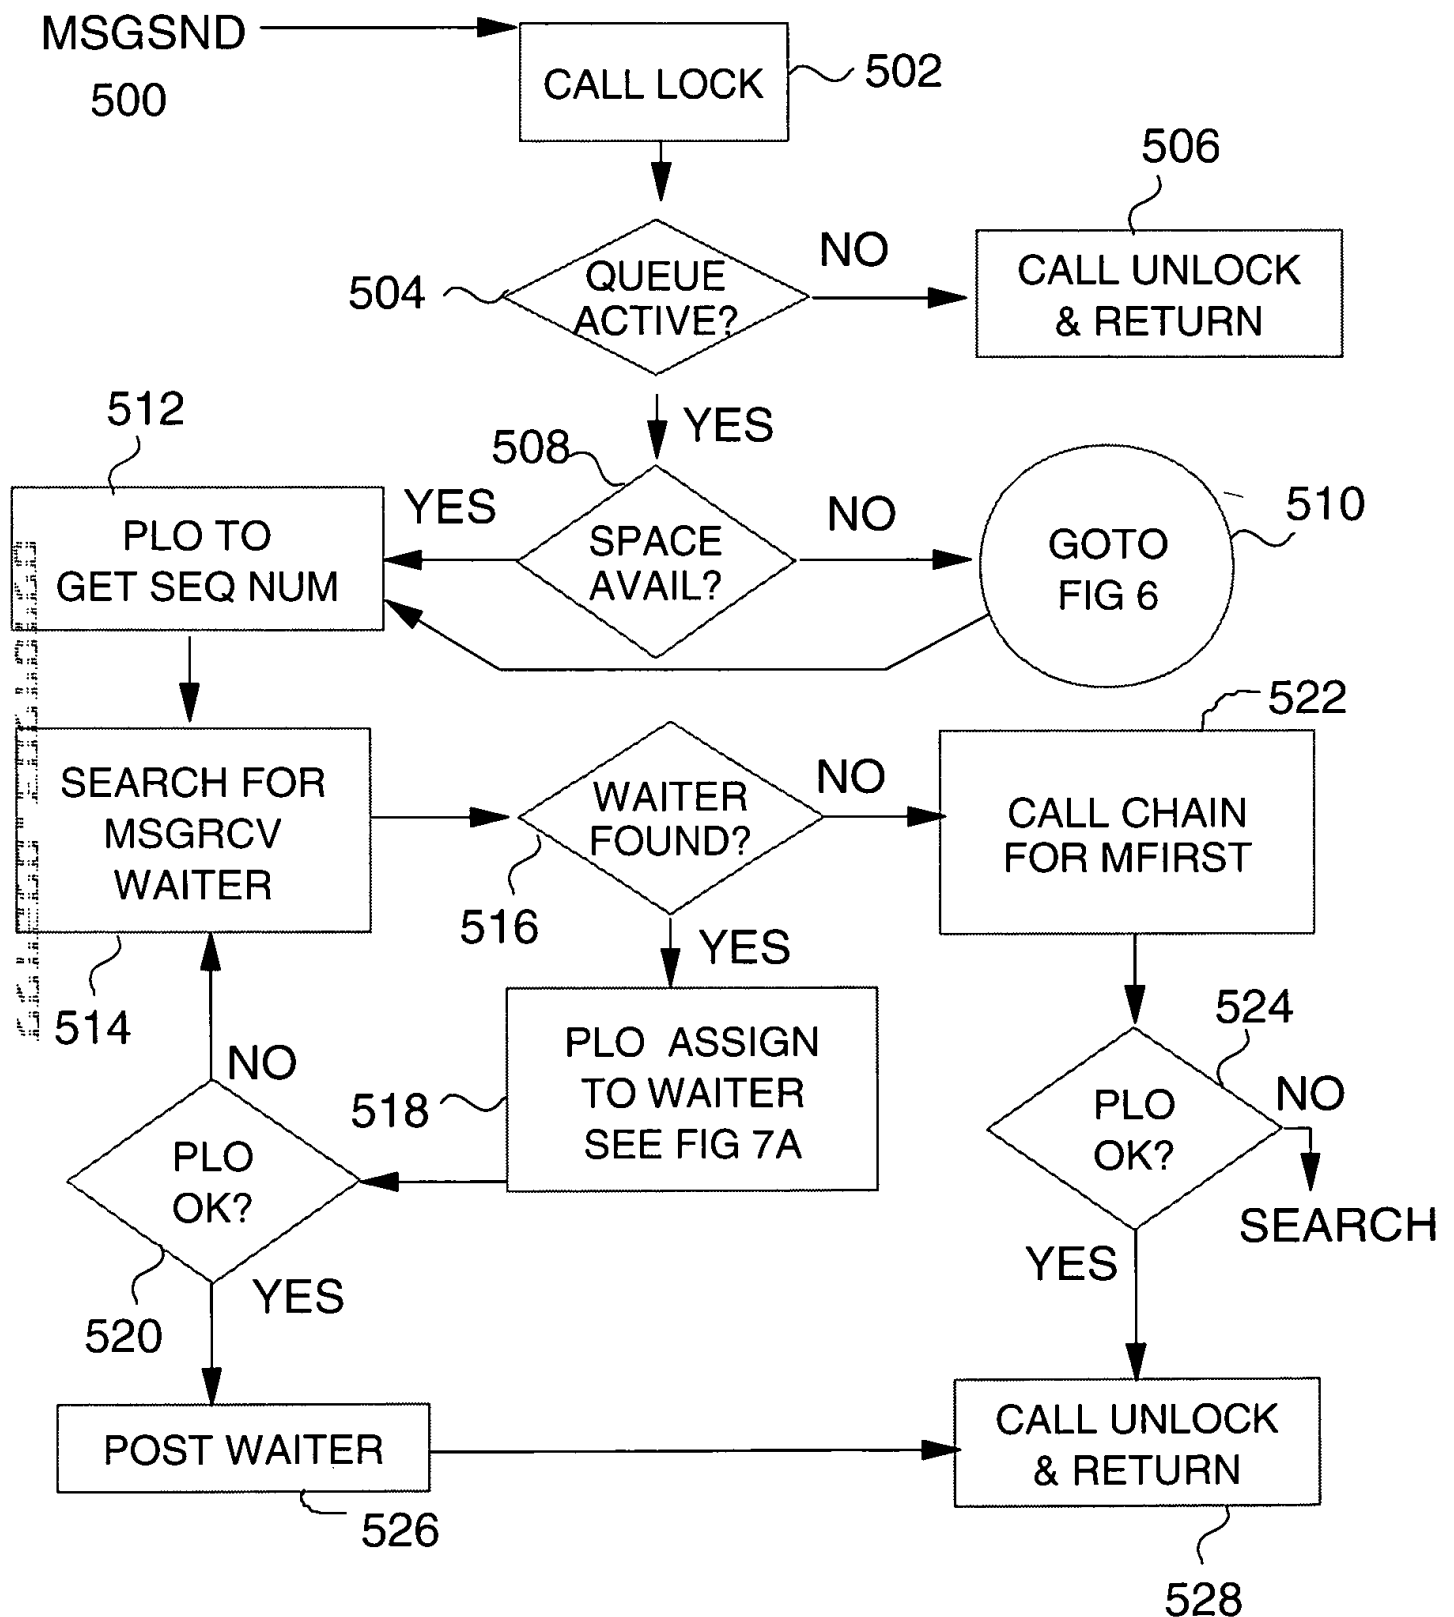 MSGSND
500
CALL LOCK
502
506
QUEUE
ACTIVE?
504
NO
CALL UNLOCK
& RETURN
YES
512
508
YES
NO
510
PLO TO
GET SEQ NUM
SPACE
AVAIL?
GOTO
FIG 6
522
SEARCH FOR
MSGRCV
WAITER
WAITER
FOUND?
NO
CALL CHAIN
FOR MFIRST
516
YES
514
524
NO
PLO ASSIGN
TO WAITER
SEE FIG 7A
518
PLO
OK?
NO
PLO
OK?
SEARCH
YES
YES
520
POST WAITER
CALL UNLOCK
& RETURN
526
528